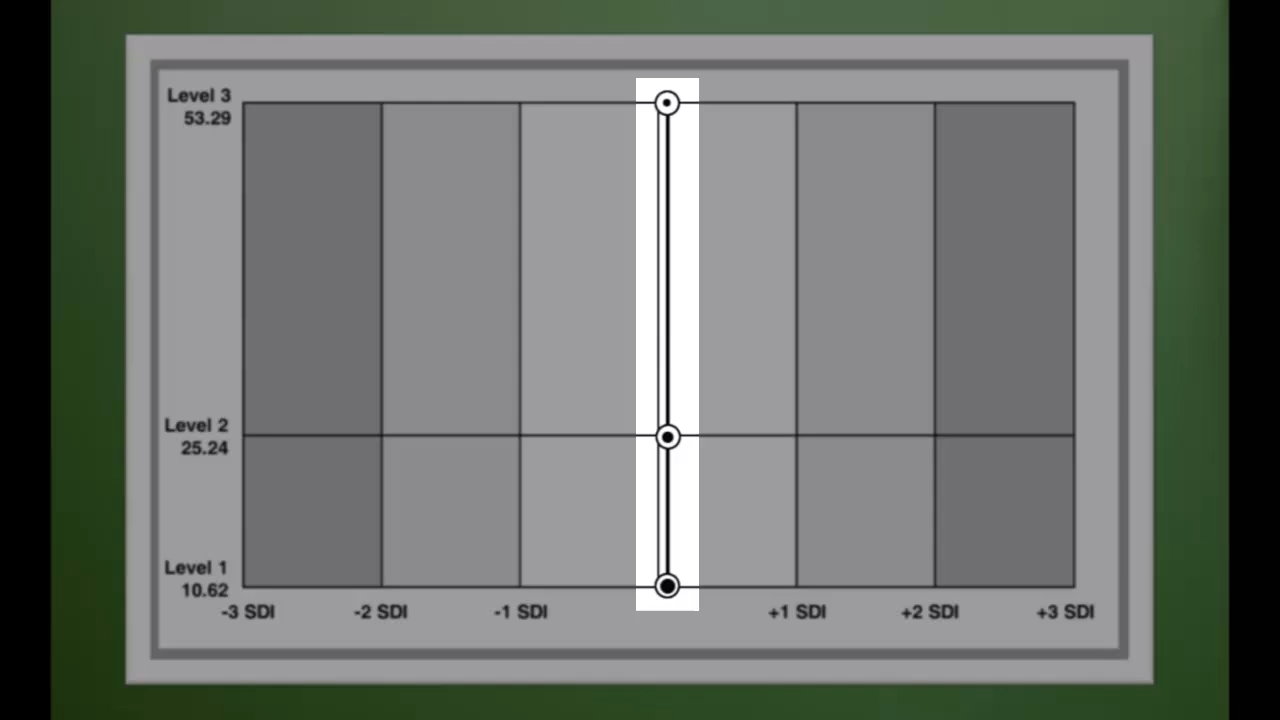 Level 3
53.29
Level 2
25.24
Level 1
10.62
-3 SDI
-2 SDI
-1 SDI
+1 SDI
+2 SDI
+3 SDI